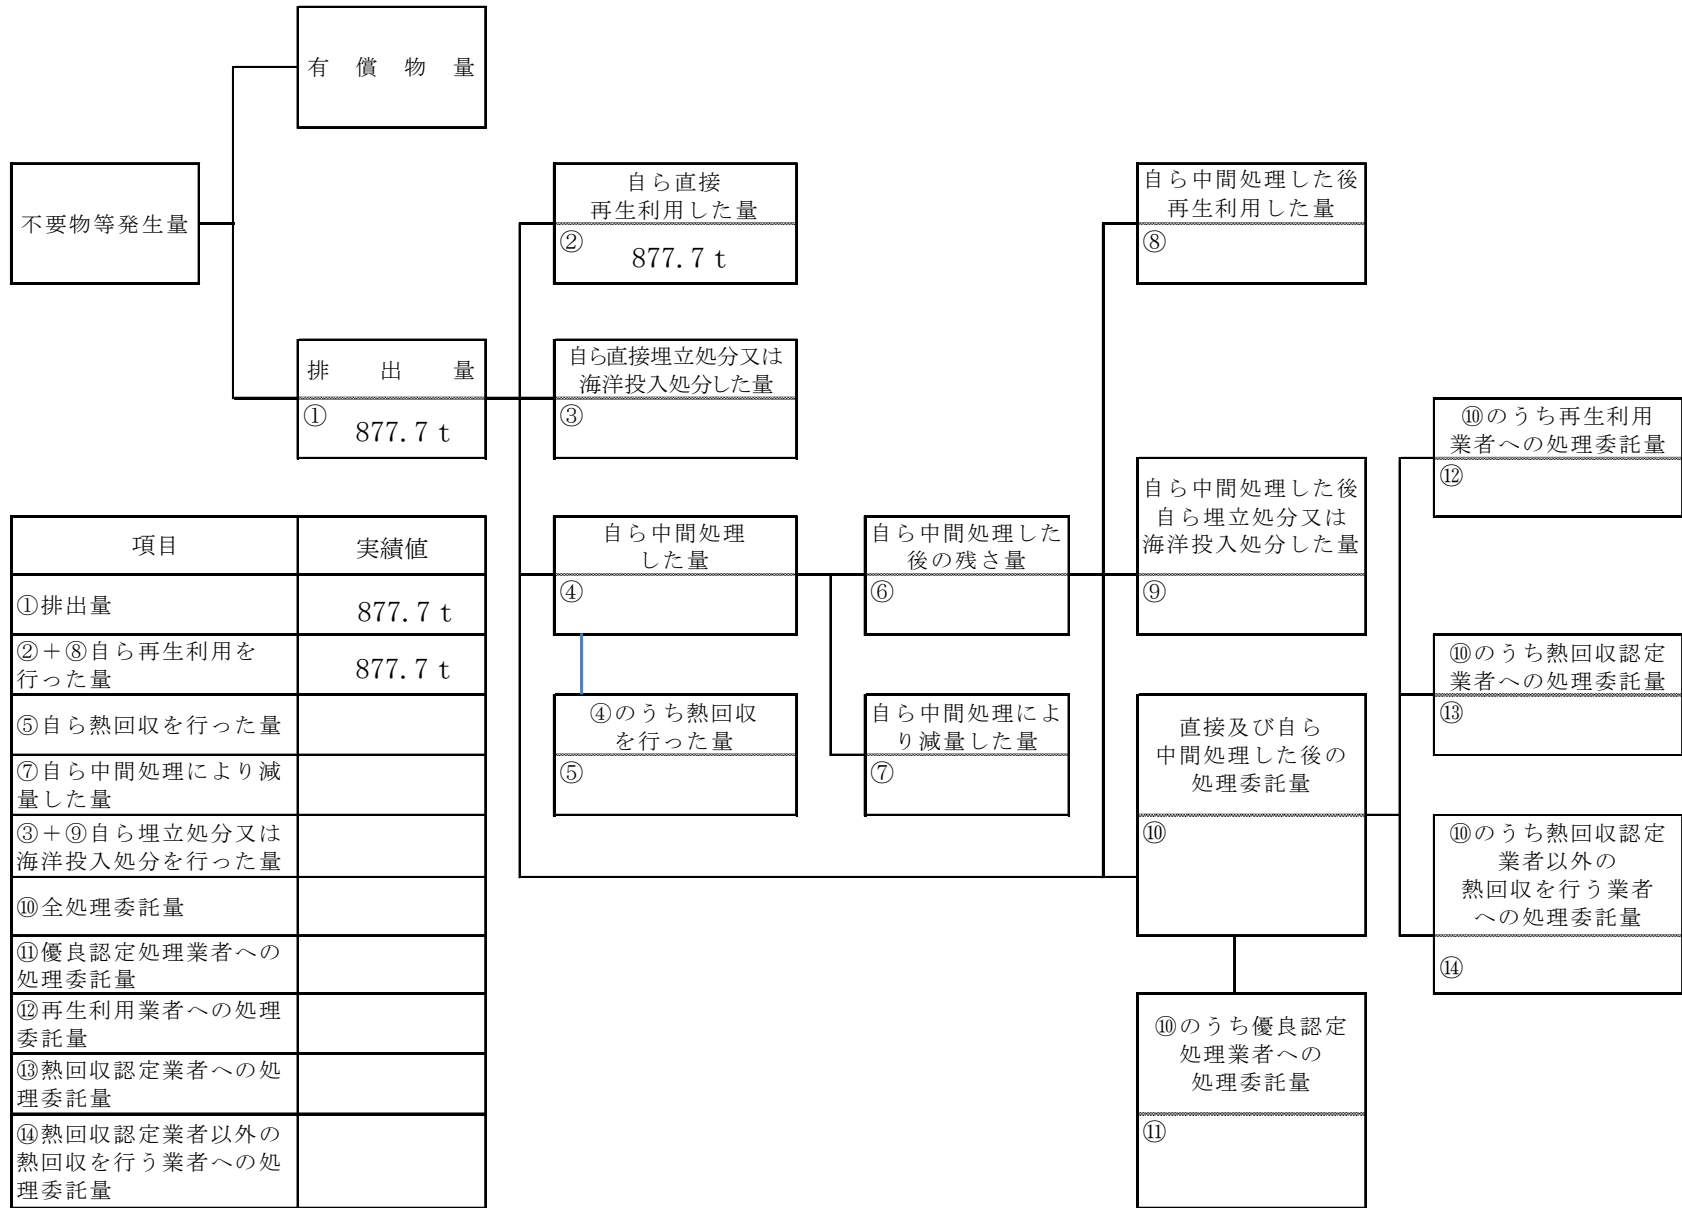 有償物量
不要物等発生量
自ら直接
再生利用した量
②
877.7 t
自ら中間処理した後
再生利用した量
⑧
排出量
①
877.7 t
自ら直接埋立処分又は
海洋投入処分した量
③
⑩のうち再生利用
業者への処理委託量
⑫
自ら中間処理
した量
④
自ら中間処理した
後の残さ量
⑥
自ら中間処理した後
自ら埋立処分又は
海洋投入処分した量
⑨
⑩のうち熱回収認定
業者への処理委託量
⑬
④のうち熱回収
を行った量
⑤
自ら中間処理によ
り減量した量
⑦
直接及び自ら
中間処理した後の
処理委託量
⑩
⑩のうち熱回収認定
業者以外の
熱回収を行う業者
への処理委託量
⑭
⑩のうち優良認定
処理業者への
処理委託量
⑪
項目 実績値
①排出量 877.7 t
②＋⑧自ら再生利用を
行った量 877.7 t
⑤自ら熱回収を行った量
⑦自ら中間処理により減
量した量
③＋⑨自ら埋立処分又は
海洋投入処分を行った量
⑩全処理委託量
⑪優良認定処理業者への
処理委託量
⑫再生利用業者への処理
委託量
⑬熱回収認定業者への処
理委託量
⑭熱回収認定業者以外の
熱回収を行う業者への処
理委託量